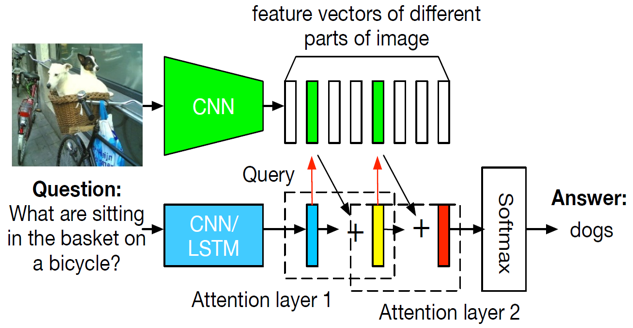 feature vectors of different
parts of image
CNN
Query
Question:
What are sitting
in the basket on
a bicycle?
CNN/
LSTM
+
+
Softmax
Answer:
dogs
Attention layer 1
Attention layer 2